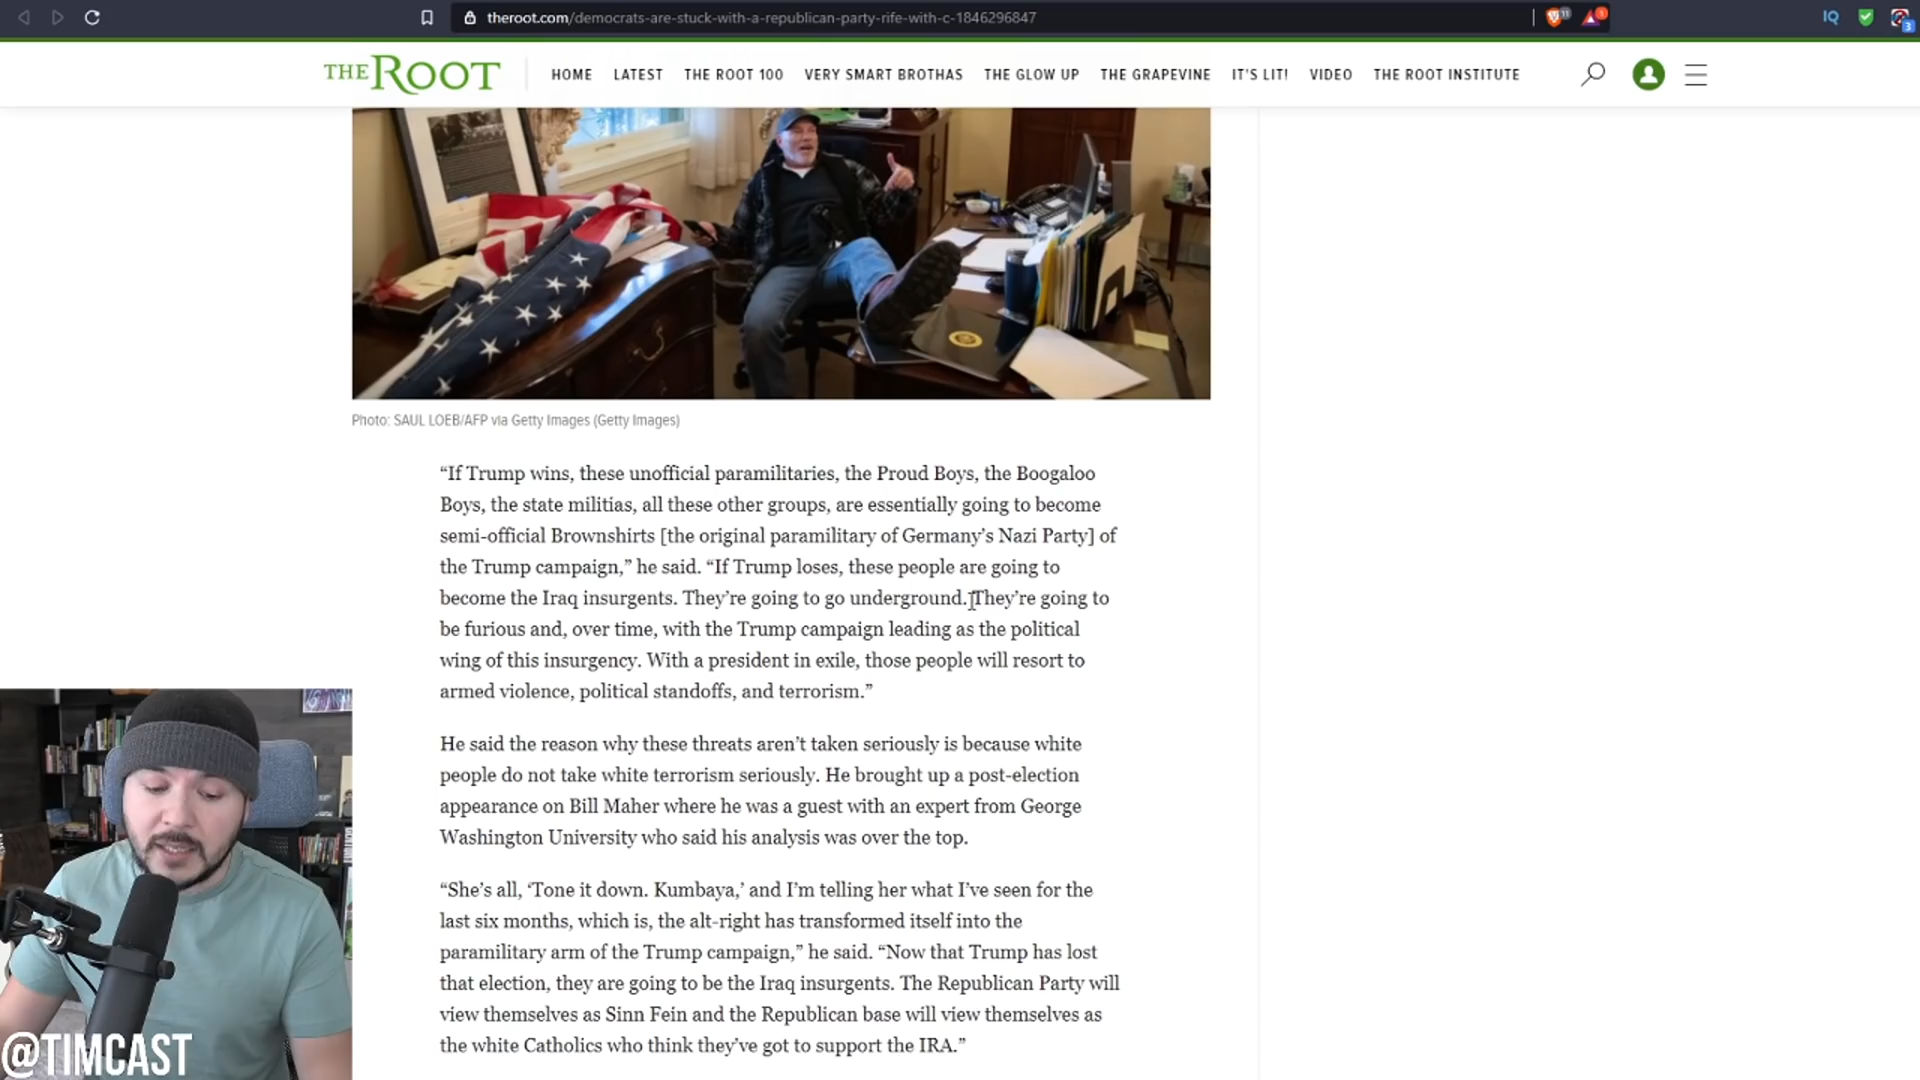 theroot.com/democrats-are-stuck-with-a-republican-party-rife-with-c-1846296847
11
1
IQ
3
THE ROOT
HOME LATEST THE ROOT 100 VERY SMART BROTHAS THE GLOW UP THE GRAPEVINE IT'S LIT! VIDEO THE ROOT INSTITUTE
Photo: SAUL LOEB/AFP via Getty Images (Getty Images)
“If Trump wins, these unofficial paramilitaries, the Proud Boys, the Boogaloo
Boys, the state militias, all these other groups, are essentially going to become
semi-official Brownshirts [the original paramilitary of Germany’s Nazi Party] of
the Trump campaign,” he said. “If Trump loses, these people are going to
become the Iraq insurgents. They’re going to go underground. They’re going to
be furious and, over time, with the Trump campaign leading as the political
wing of this insurgency. With a president in exile, those people will resort to
armed violence, political standoffs, and terrorism.”
He said the reason why these threats aren’t taken seriously is because white
people do not take white terrorism seriously. He brought up a post-election
appearance on Bill Maher where he was a guest with an expert from George
Washington University who said his analysis was over the top.
“She’s all, ‘Tone it down. Kumbaya,’ and I’m telling her what I’ve seen for the
last six months, which is, the alt-right has transformed itself into the
paramilitary arm of the Trump campaign,” he said. “Now that Trump has lost
that election, they are going to be the Iraq insurgents. The Republican Party will
view themselves as Sinn Fein and the Republican base will view themselves as
the white Catholics who think they’ve got to support the IRA.”
@TIMCAST